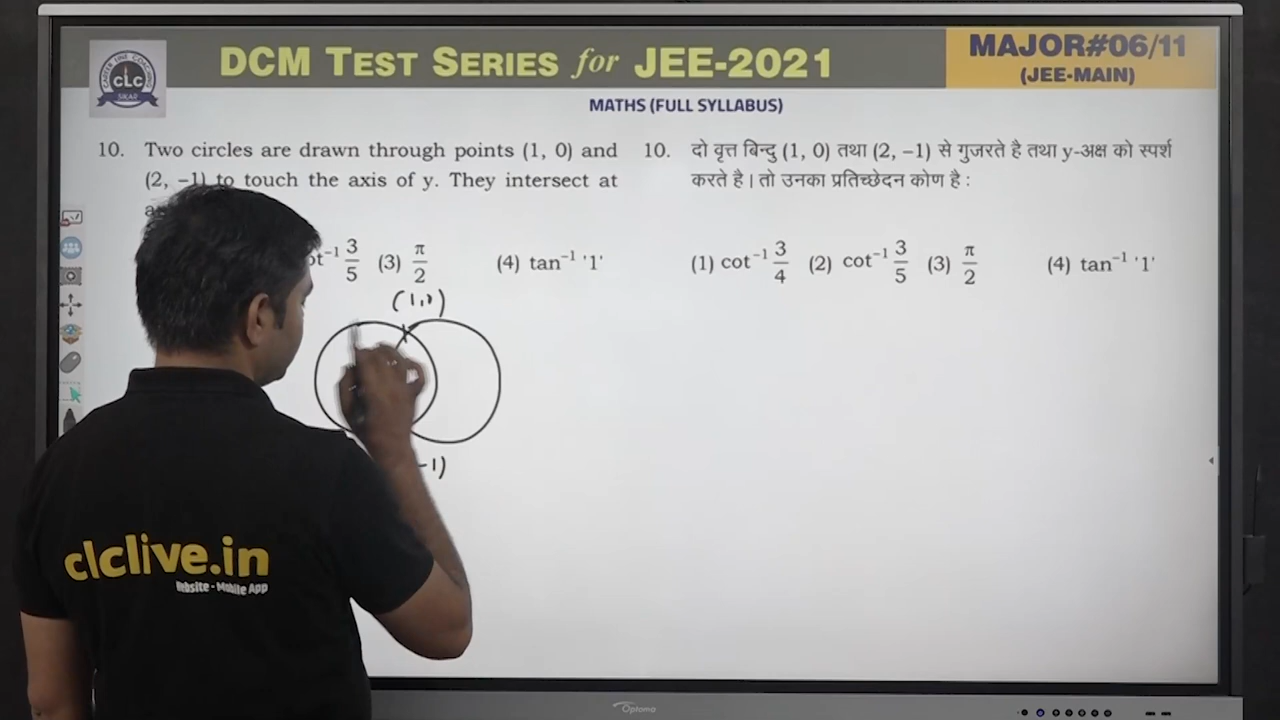 DCM TEST SERIES for JEE-2021
MAJOR#06/11
(JEE-MAIN)
CLC
SIKAR
MATHS (FULL SYLLABUS)
10. Two circles are drawn through points (1, 0) and
(2, −1) to touch the axis of y. They intersect at
3/5 (3) π/2 (4) tan⁻¹ '1'
10. दो वृत्त बिन्दु (1, 0) तथा (2, −1) से गुजरते है तथा y-अक्ष को स्पर्श
करते है। तो उनका प्रतिच्छेदन कोण है :
(1) cot⁻¹ 3/4 (2) cot⁻¹ 3/5 (3) π/2 (4) tan⁻¹ '1'
(1,0)
−1)
clclive.in
Website - Mobile App
Optoma